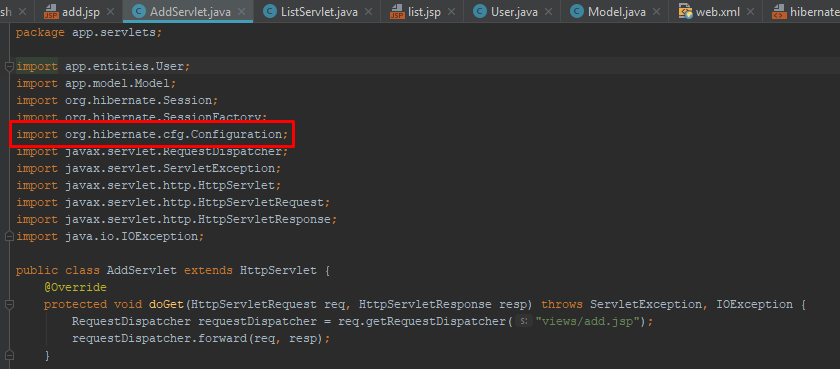 sh add.jsp AddServlet.java ListServlet.java list.jsp User.java Model.java web.xml hibernate
package app.servlets;
import app.entities.User;
import app.model.Model;
import org.hibernate.Session;
import org.hibernate.SessionFactory;
import org.hibernate.cfg.Configuration;
import javax.servlet.RequestDispatcher;
import javax.servlet.ServletException;
import javax.servlet.http.HttpServlet;
import javax.servlet.http.HttpServletRequest;
import javax.servlet.http.HttpServletResponse;
import java.io.IOException;
public class AddServlet extends HttpServlet {
@Override
protected void doGet(HttpServletRequest req, HttpServletResponse resp) throws ServletException, IOException {
RequestDispatcher requestDispatcher = req.getRequestDispatcher( s: "views/add.jsp");
requestDispatcher.forward(req, resp);
}